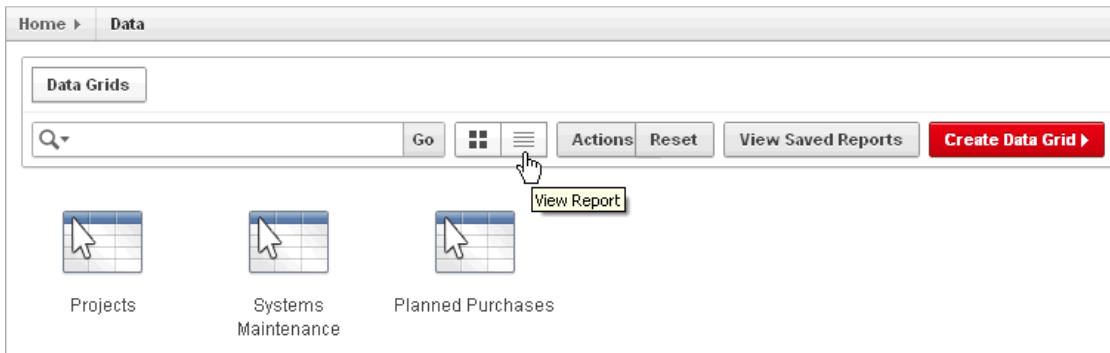 Home Data
Data Grids
Go Actions Reset View Saved Reports Create Data Grid
View Report
Projects Systems Planned Purchases
Maintenance